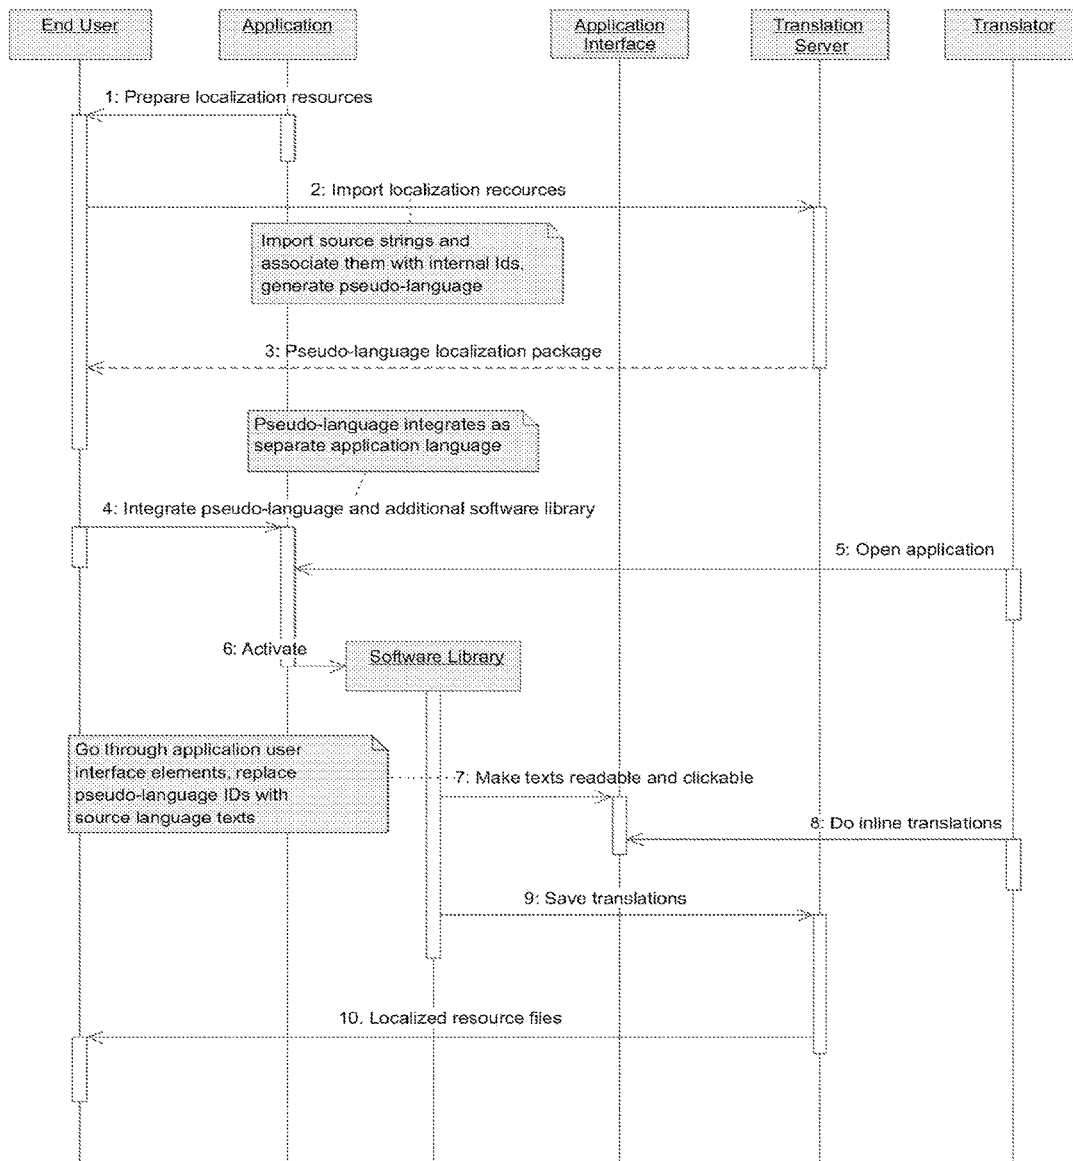 End User
Application
Application
Interface
Translation
Server
Translator
1: Prepare localization resources
2: Import localization recources
Import source strings and
associate them with internal Ids,
generate pseudo-language
3: Pseudo-language localization package
Pseudo-language integrates as
separate application language
4: Integrate pseudo-language and additional software library
5: Open application
6: Activate
Software Library
Go through application user
interface elements, replace
pseudo-language IDs with
source language texts
7: Make texts readable and clickable
8: Do inline translations
9: Save translations
10. Localized resource files